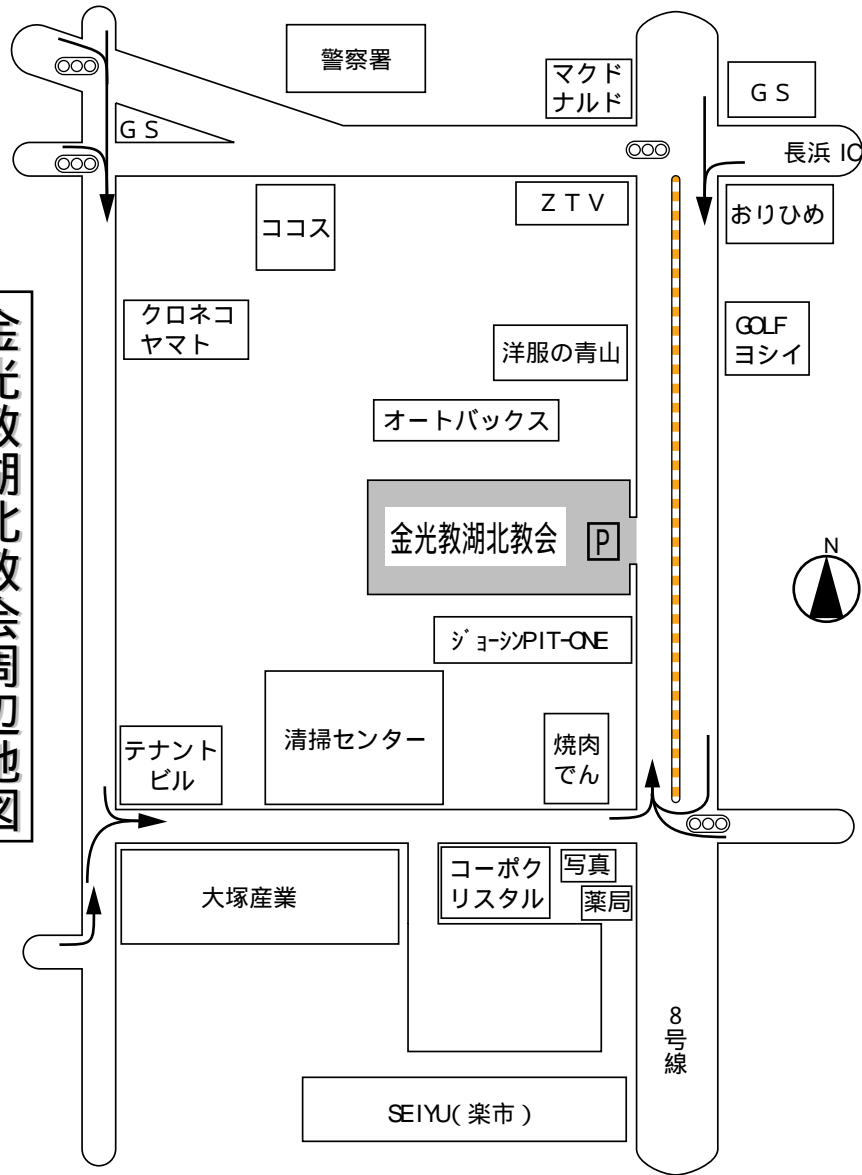 警察署
マクド
ナルド
G S
G S
長浜 IC
Z T V
ココス
おりひめ
クロネコ
ヤマト
GOLF
ヨシイ
洋服の青山
オートバックス
金光教湖北教会周辺地図
金光教湖北教会
P
N
ジョーシンPIT-ONE
清掃センター
テナント
ビル
焼肉
でん
大塚産業
コーポク
リスタル
写真
薬局
8号線
SEIYU(楽市)